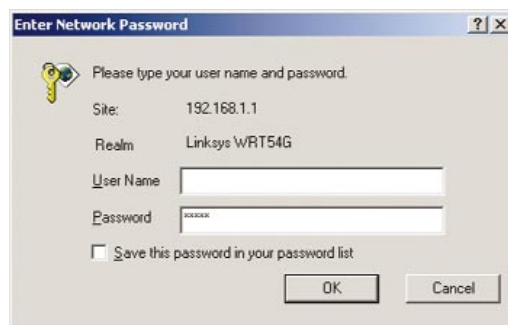 Enter Network Password
Please type your user name and password.
Site: 192.168.1.1
Realm Linksys WRT54G
User Name
Password *****
Save this password in your password list
OK Cancel